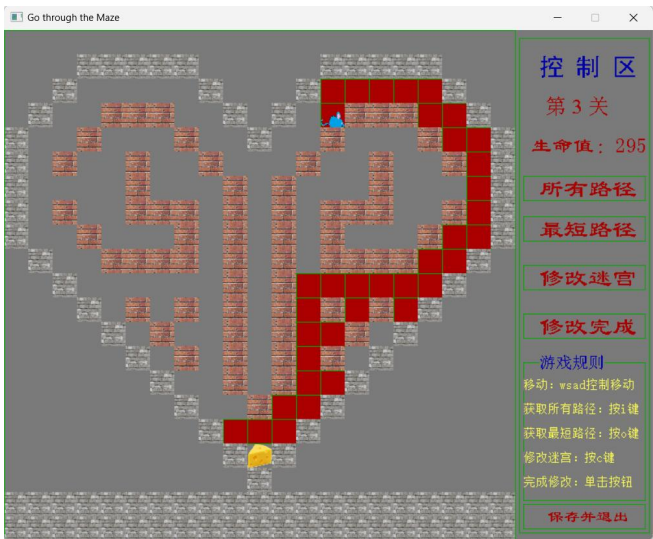 Go through the Maze
控制区
第 3 关
生命值：295
所有路径
最短路径
修改迷宫
修改完成
游戏规则
移动：wsad控制移动
获取所有路径：按i键
获取最短路径：按o键
修改迷宫：按c键
完成修改：单击按钮
保存并退出